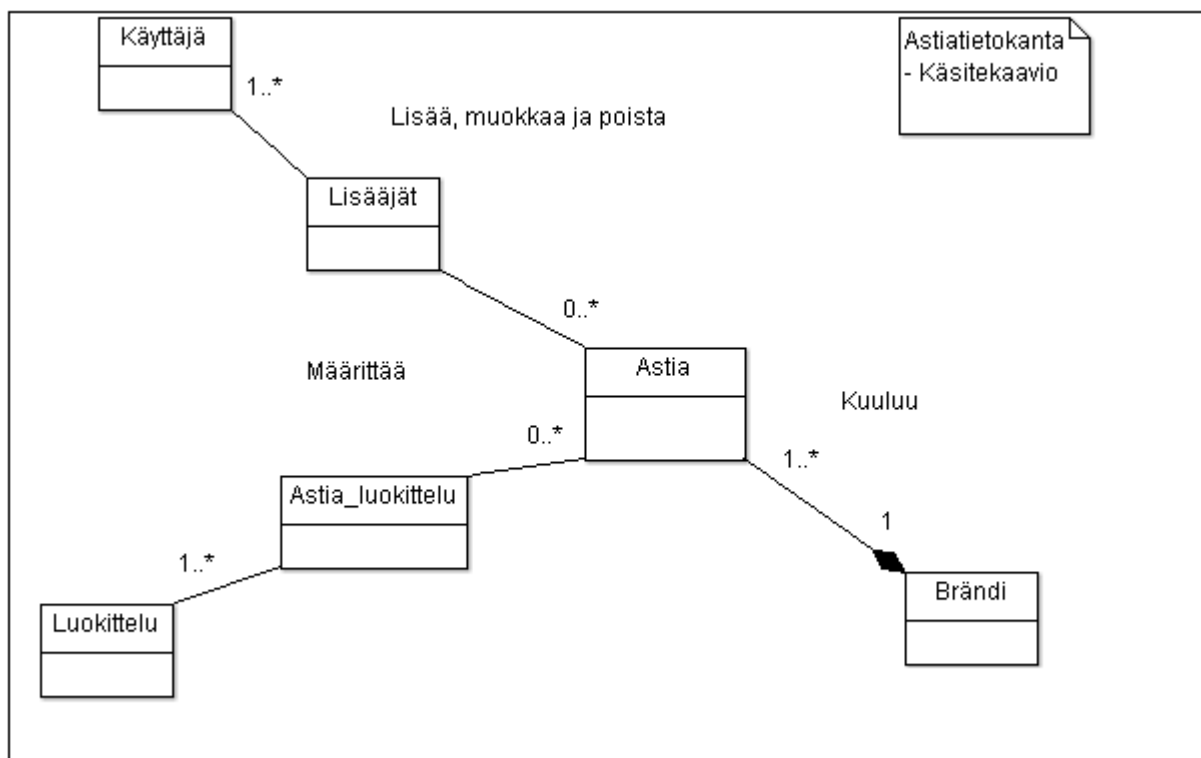 Käyttäjä
Astiatietokanta
- Käsitekaavio
1..*
Lisää, muokkaa ja poista
Lisääjät
0..*
Määrittää
Astia
Kuuluu
0..*
1..*
Astia_luokittelu
1
1..*
Brändi
Luokittelu